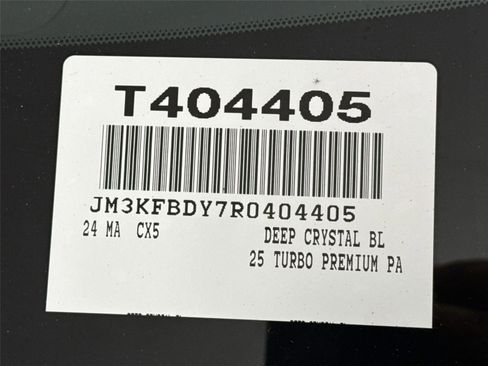 T404405
JM3KFBDY7R0404405
24 MA CX5 DEEP CRYSTAL BL
25 TURBO PREMIUM PA